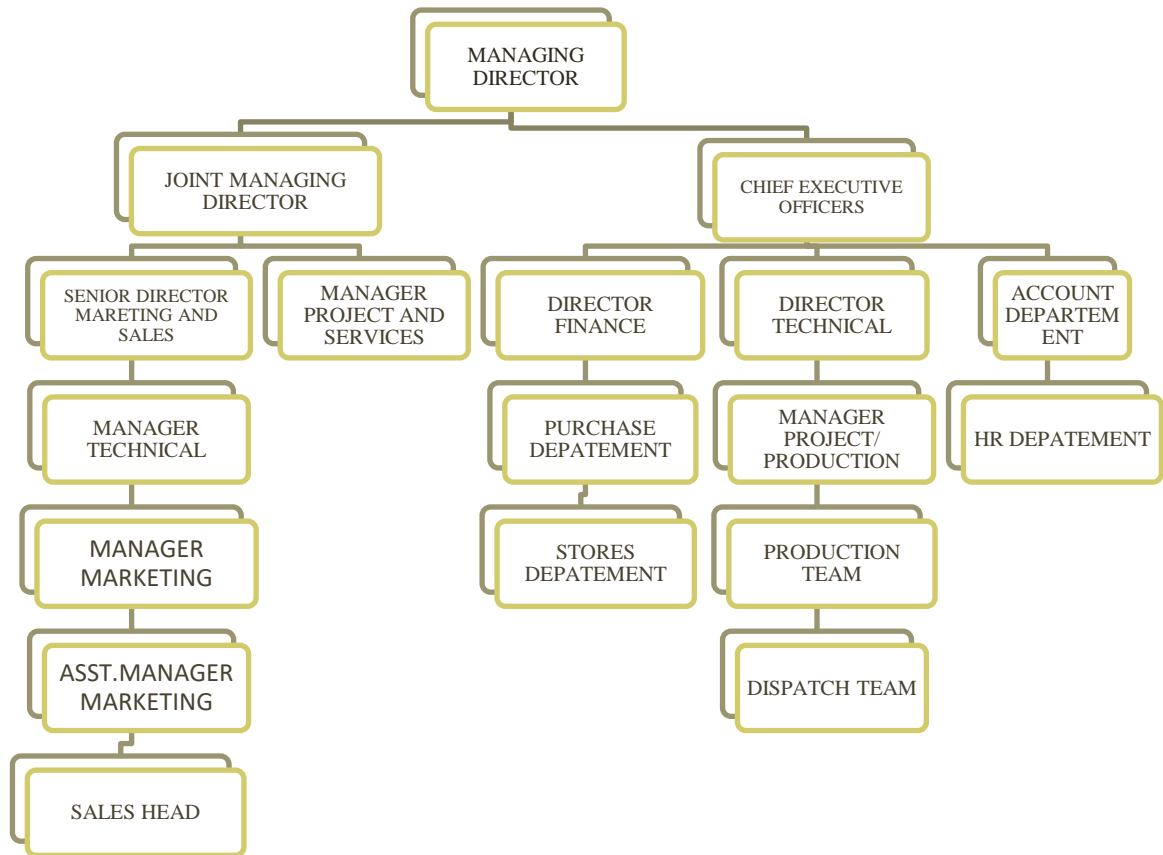 MANAGING
DIRECTOR
JOINT MANAGING
DIRECTOR
CHIEF EXECUTIVE
OFFICERS
SENIOR DIRECTOR
MARETING AND
SALES
MANAGER
PROJECT AND
SERVICES
DIRECTOR
FINANCE
DIRECTOR
TECHNICAL
ACCOUNT
DEPARTEM
ENT
MANAGER
TECHNICAL
PURCHASE
DEPATEMENT
MANAGER
PROJECT/
PRODUCTION
HR DEPATEMENT
MANAGER
MARKETING
STORES
DEPATEMENT
PRODUCTION
TEAM
ASST.MANAGER
MARKETING
DISPATCH TEAM
SALES HEAD